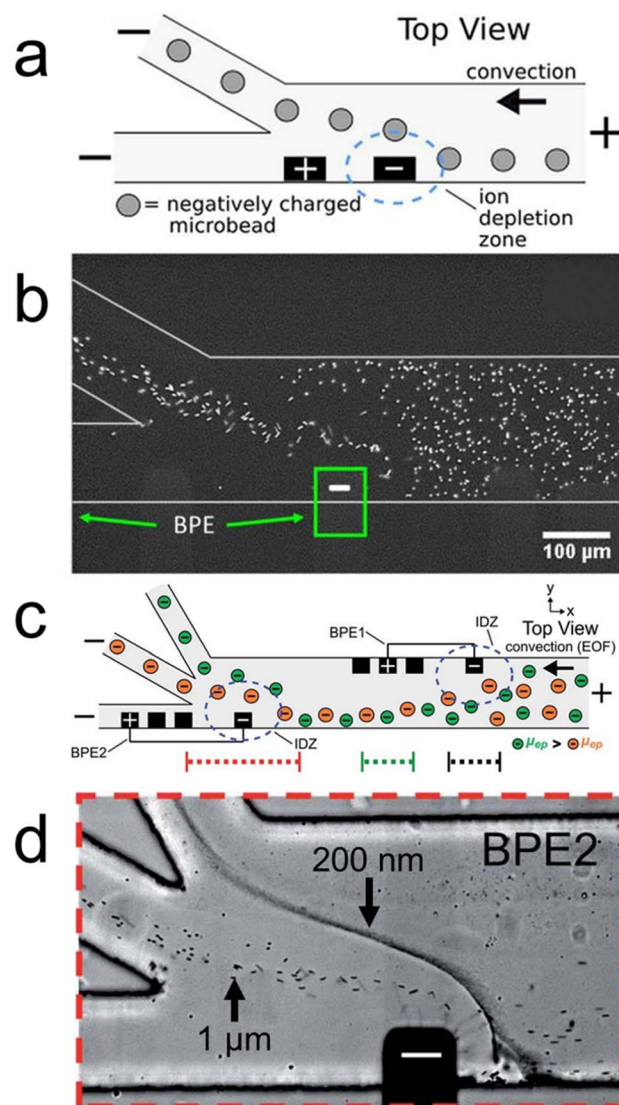 a
Top View
convection
−
+
−
+
−
= negatively charged
microbead
ion
depletion
zone
b
BPE
100 µm
c
y
x
IDZ
Top View
convection (EOF)
BPE1
−
−
+
−
+
−
+
−
BPE2
IDZ
µep > µep
d
BPE2
200 nm
1 µm
−